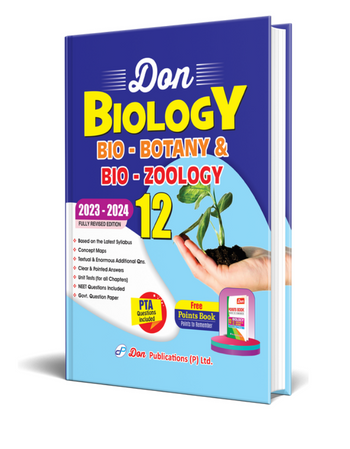 Don
BIOLOGY
BIO - BOTANY &
BIO - ZOOLOGY
2023 - 2024
FULLY REVISED EDITION
12
• Based on the Latest Syllabus
• Concept Maps
• Textual & Enormous Additional Qns.
• Clear & Pointed Answers
• Unit Tests (for all Chapters)
• NEET Questions Included
• Govt. Question Paper
PTA
Questions
Included
Free
Points Book
Points to Remember
Don Publications (P) Ltd.